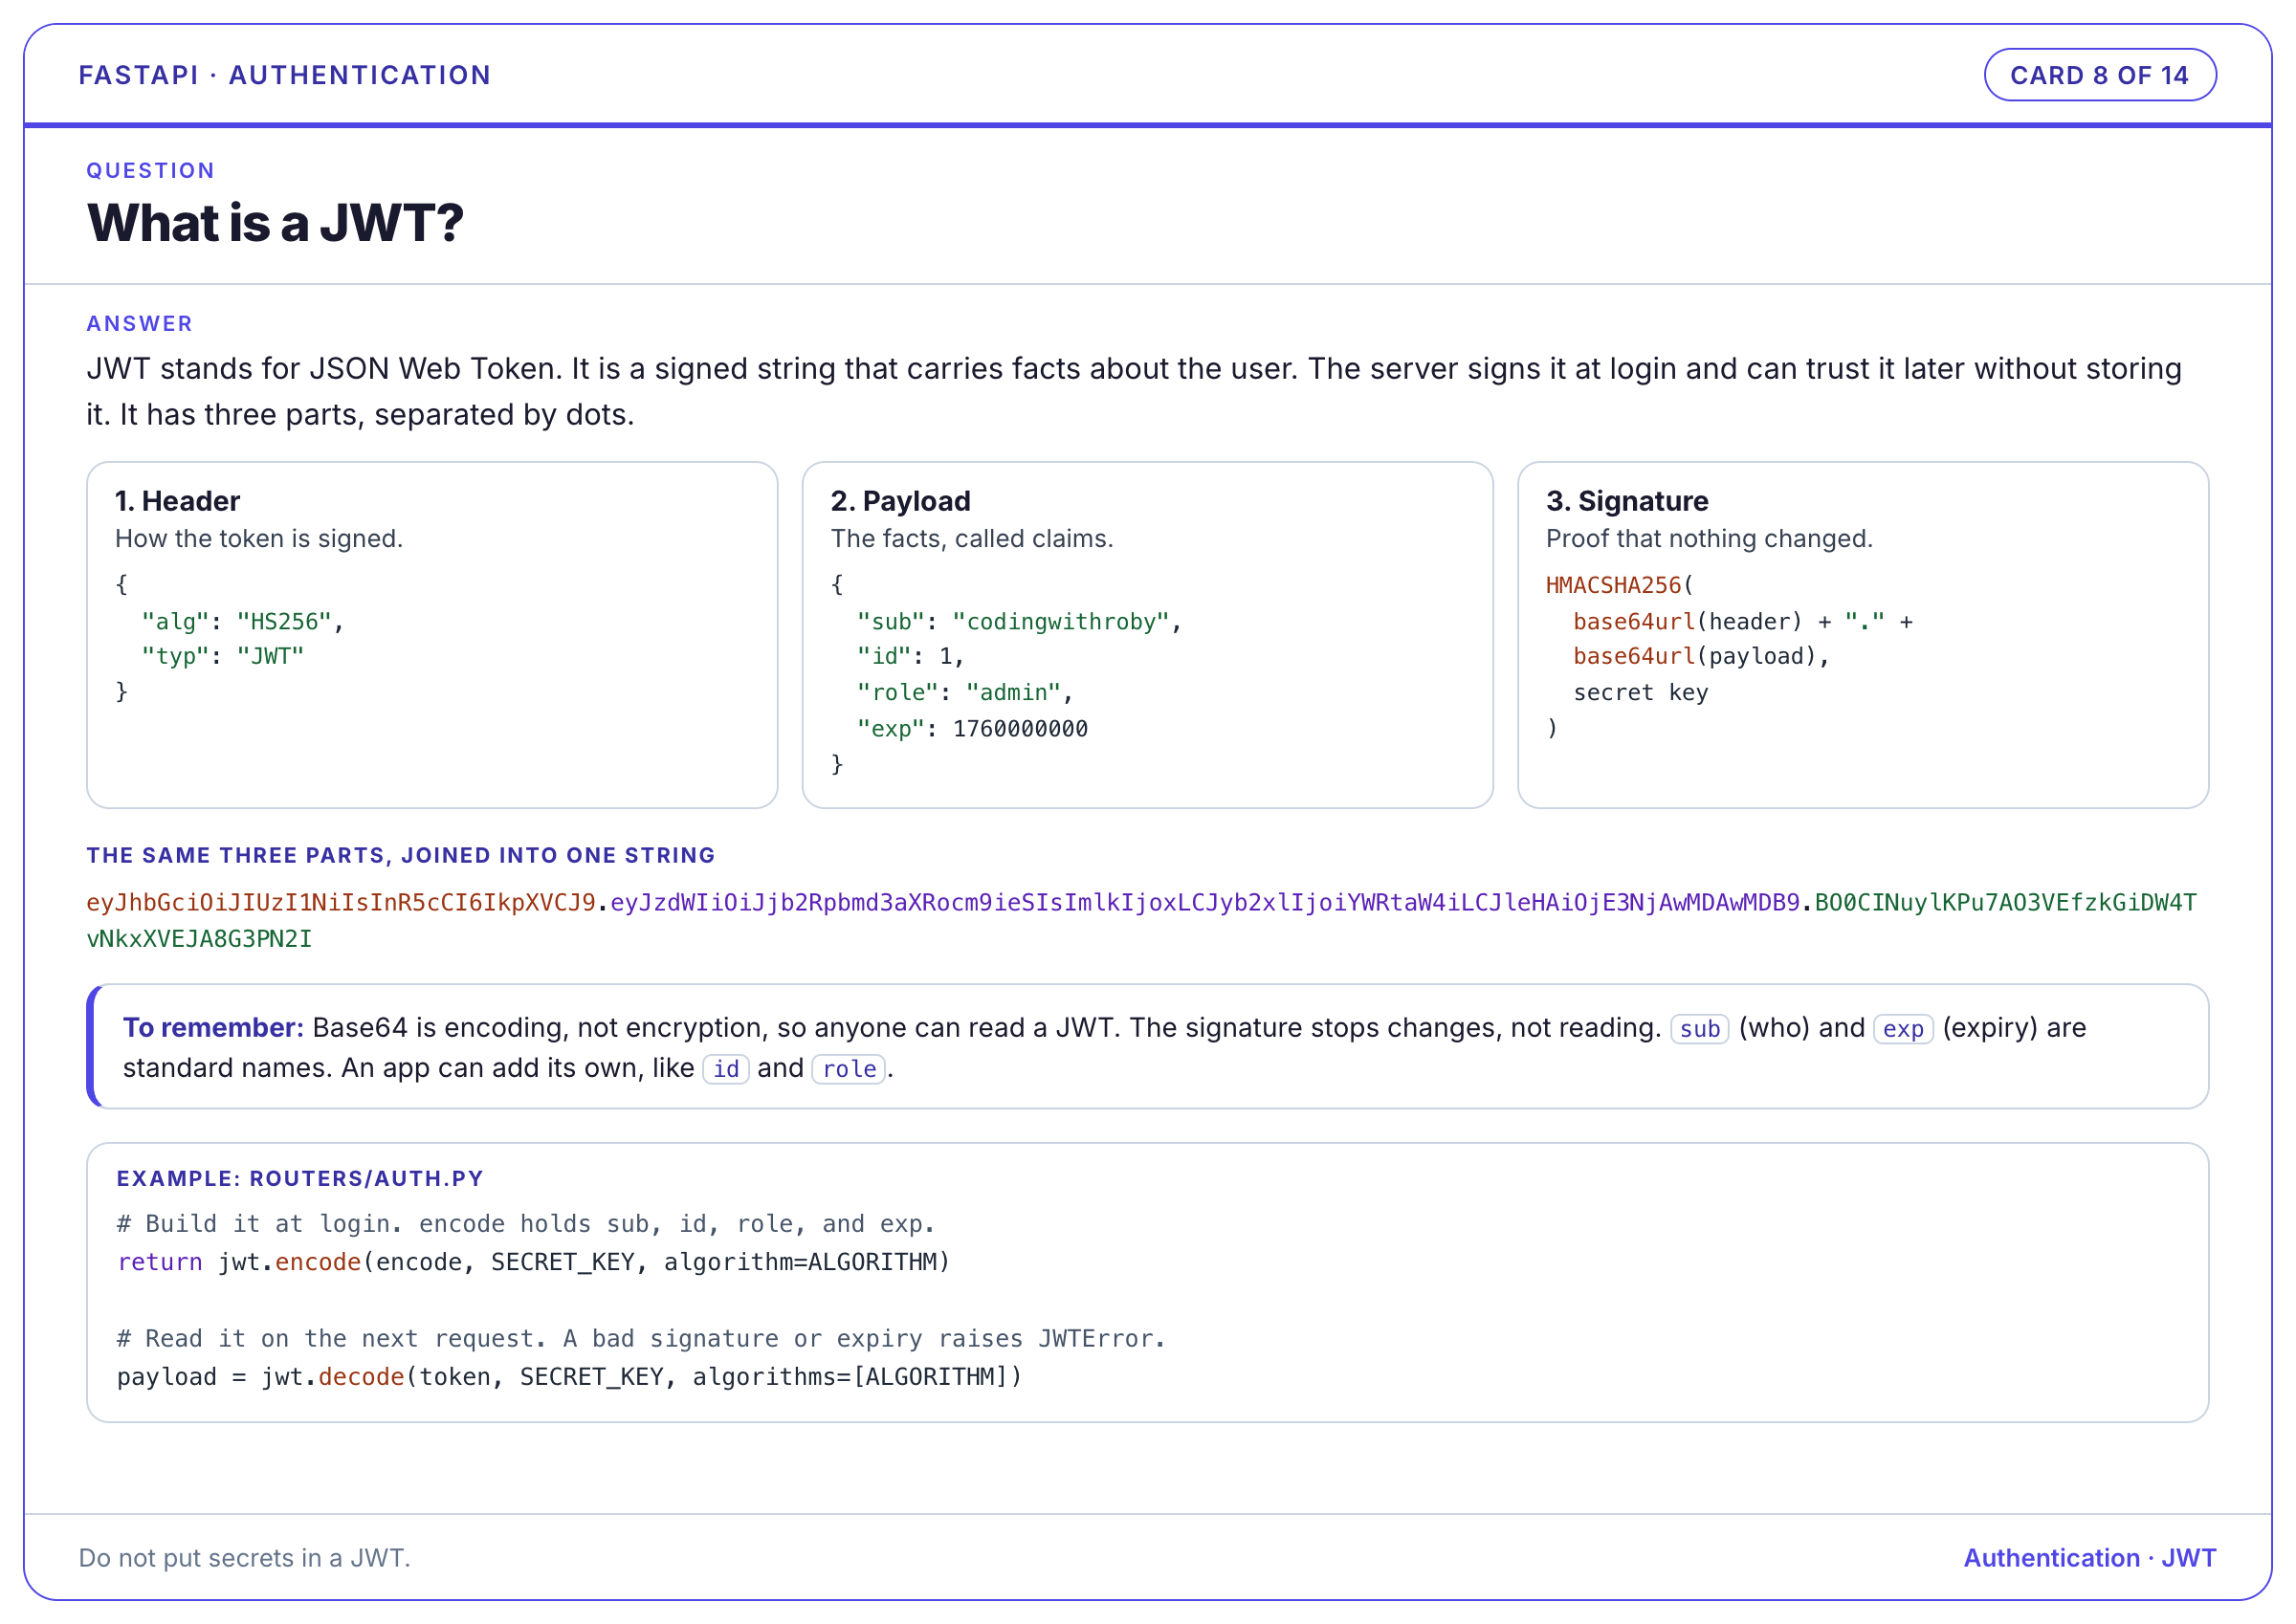 FASTAPI · AUTHENTICATION
CARD 8 OF 14
QUESTION
What is a JWT?
ANSWER
JWT stands for JSON Web Token. It is a signed string that carries facts about the user. The server signs it at login and can trust it later without storing
it. It has three parts, separated by dots.
1. Header
How the token is signed.
{
  "alg": "HS256",
  "typ": "JWT"
}
2. Payload
The facts, called claims.
{
  "sub": "codingwithroby",
  "id": 1,
  "role": "admin",
  "exp": 1760000000
}
3. Signature
Proof that nothing changed.
HMACSHA256(
  base64url(header) + "." +
  base64url(payload),
  secret key
)
THE SAME THREE PARTS, JOINED INTO ONE STRING
eyJhbGciOiJIUzI1NiIsInR5cCI6IkpXVCJ9.eyJzdWIiOiJjb2Rpbmd3aXRocm9ieSIsImlkIjoxLCJyb2xlIjoiYWRtaW4iLCJleHAiOjE3NjAwMDAwMDB9.BO0CINuylKPu7AO3VEfzkGiDW4T
vNkxXVEJA8G3PN2I
To remember: Base64 is encoding, not encryption, so anyone can read a JWT. The signature stops changes, not reading. sub (who) and exp (expiry) are
standard names. An app can add its own, like id and role.
EXAMPLE: ROUTERS/AUTH.PY
# Build it at login. encode holds sub, id, role, and exp.
return jwt.encode(encode, SECRET_KEY, algorithm=ALGORITHM)
# Read it on the next request. A bad signature or expiry raises JWTError.
payload = jwt.decode(token, SECRET_KEY, algorithms=[ALGORITHM])
Do not put secrets in a JWT.
Authentication · JWT